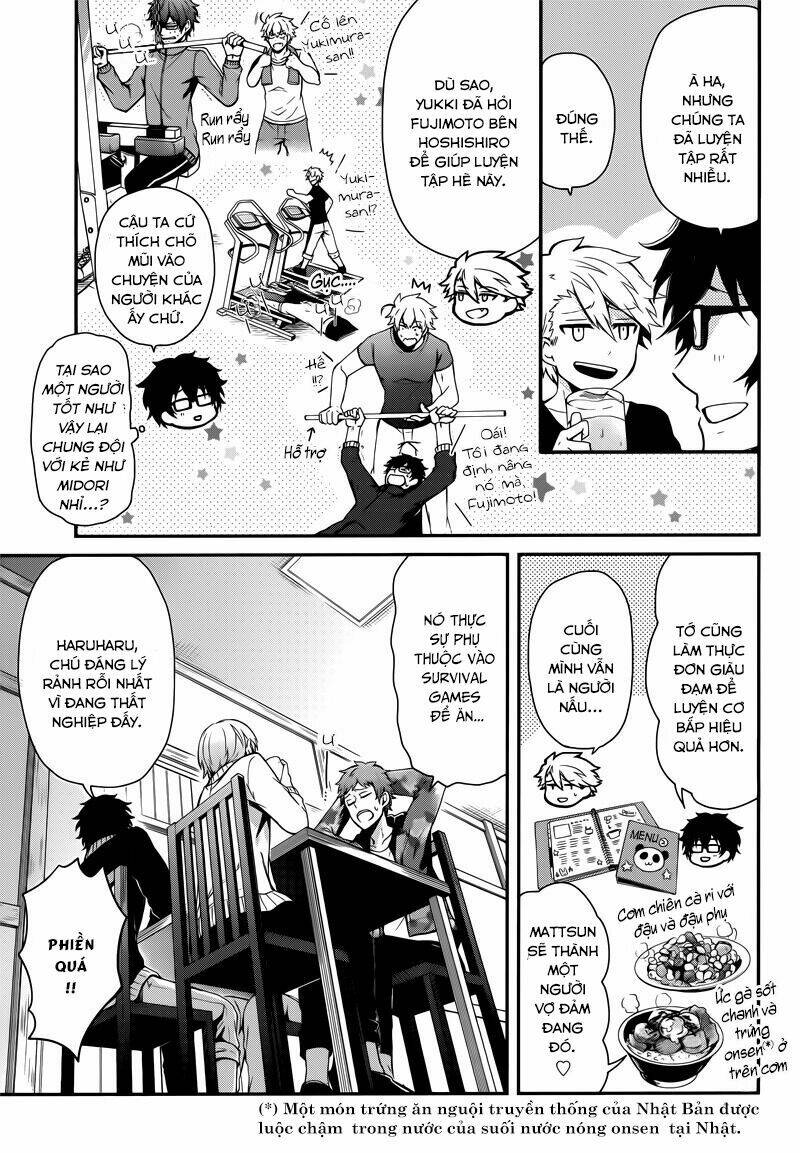 À HA,
NHƯNG
CHÚNG TA
ĐÃ LUYỆN
TẬP RẤT
NHIỀU.
ĐÚNG
THẾ.
DÙ SAO,
YUKKI ĐÃ HỎI
FUJIMOTO BÊN
HOSHISHIRO
ĐỂ GIÚP LUYỆN
TẬP HÈ NÀY.
Cố lên
Yukimura-
san!!
Ư
Ư
Ư
Run rẩy
Run rẩy
Yuki-
mura-
san!?
Gục....
CẬU TA CỨ
THÍCH CHÕ
MŨI VÀO
CHUYỆN CỦA
NGƯỜI KHÁC
ẤY CHỨ.
Hế
!!?
Hỗ trợ
Oái!
Tôi đang
định nâng
nó mà,
Fujimoto!
TẠI SAO
MỘT NGƯỜI
TỐT NHƯ
VẬY LẠI
CHUNG ĐỘI
VỚI KẺ NHƯ
MIDORI
NHỈ...?
TỚ CŨNG
LÀM THỰC
ĐƠN GIÀU
ĐẠM ĐỂ
LUYỆN CƠ
BẮP HIỆU
QUẢ HƠN.
CUỐI
CÙNG
MÌNH VẪN
LÀ NGƯỜI
NẤU...
MENU
Cơm chiên cà ri với
đậu và đậu phụ
MATTSUN
SẼ THÀNH
MỘT
NGƯỜI
VỢ ĐẢM
ĐANG
ĐÓ.
♡
Ức gà sốt
chanh và
trứng
onsen(*) ở
trên cơm
NÓ THỰC
SỰ PHỤ
THUỘC VÀO
SURVIVAL
GAMES
ĐỂ ĂN...
HARUHARU,
CHÚ ĐÁNG LÝ
RẢNH RỖI NHẤT
VÌ ĐANG THẤT
NGHIỆP ĐẤY.
Ư
PHIỀN
QUÁ
!!
(*) Một món trứng ăn nguội truyền thống của Nhật Bản được
luộc chậm trong nước của suối nước nóng onsen tại Nhật.